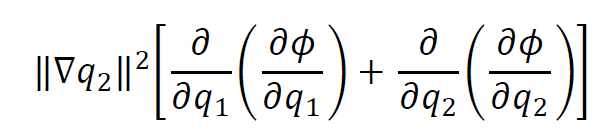 ‖∇q₂‖² [ ∂/∂q₁ ( ∂ϕ/∂q₁ ) + ∂/∂q₂ ( ∂ϕ/∂q₂ ) ]